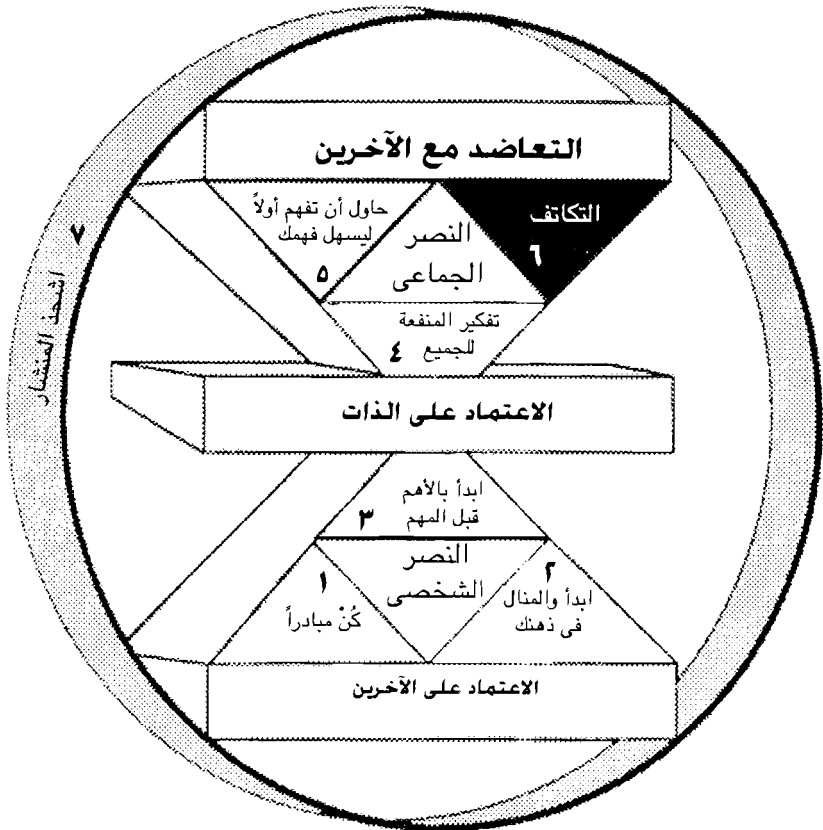 التعاضد مع الآخرين
التكاتف
٦
حاول أن تفهم أولاً
ليسهل فهمك
٥
النصر
الجماعى
تفكير المنفعة
للجميع
٤
٧
اشحذ المنشار
الاعتماد على الذات
ابدأ بالأهم
قبل المهم
٣
النصر
الشخصى
٢
ابدأ والمنال
فى ذهنك
١
كُنْ مبادراً
الاعتماد على الآخرين